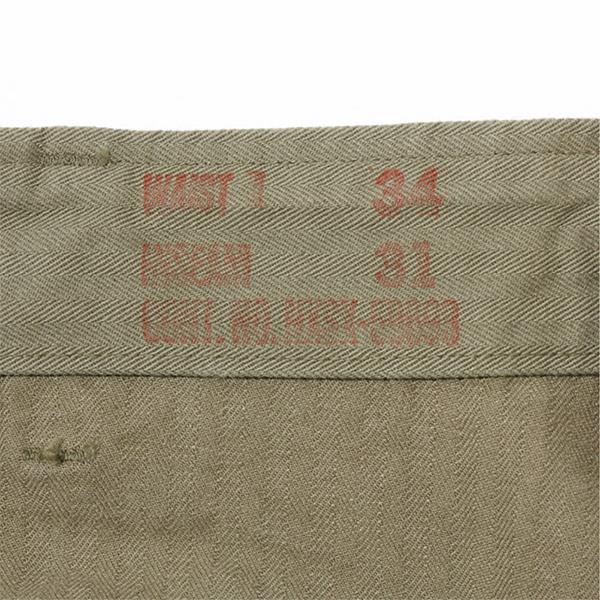 WAIST 34
INSEAM 31
CONT. NO.